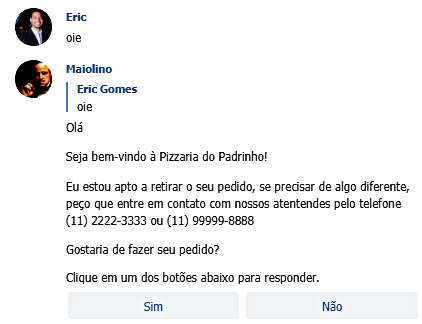 Eric
oie
Maiolino
Eric Gomes
oie
Olá
Seja bem-vindo à Pizzaria do Padrinho!
Eu estou apto a retirar o seu pedido, se precisar de algo diferente,
peço que entre em contato com nossos atentendes pelo telefone
(11) 2222-3333 ou (11) 99999-8888
Gostaria de fazer seu pedido?
Clique em um dos botões abaixo para responder.
Sim
Não